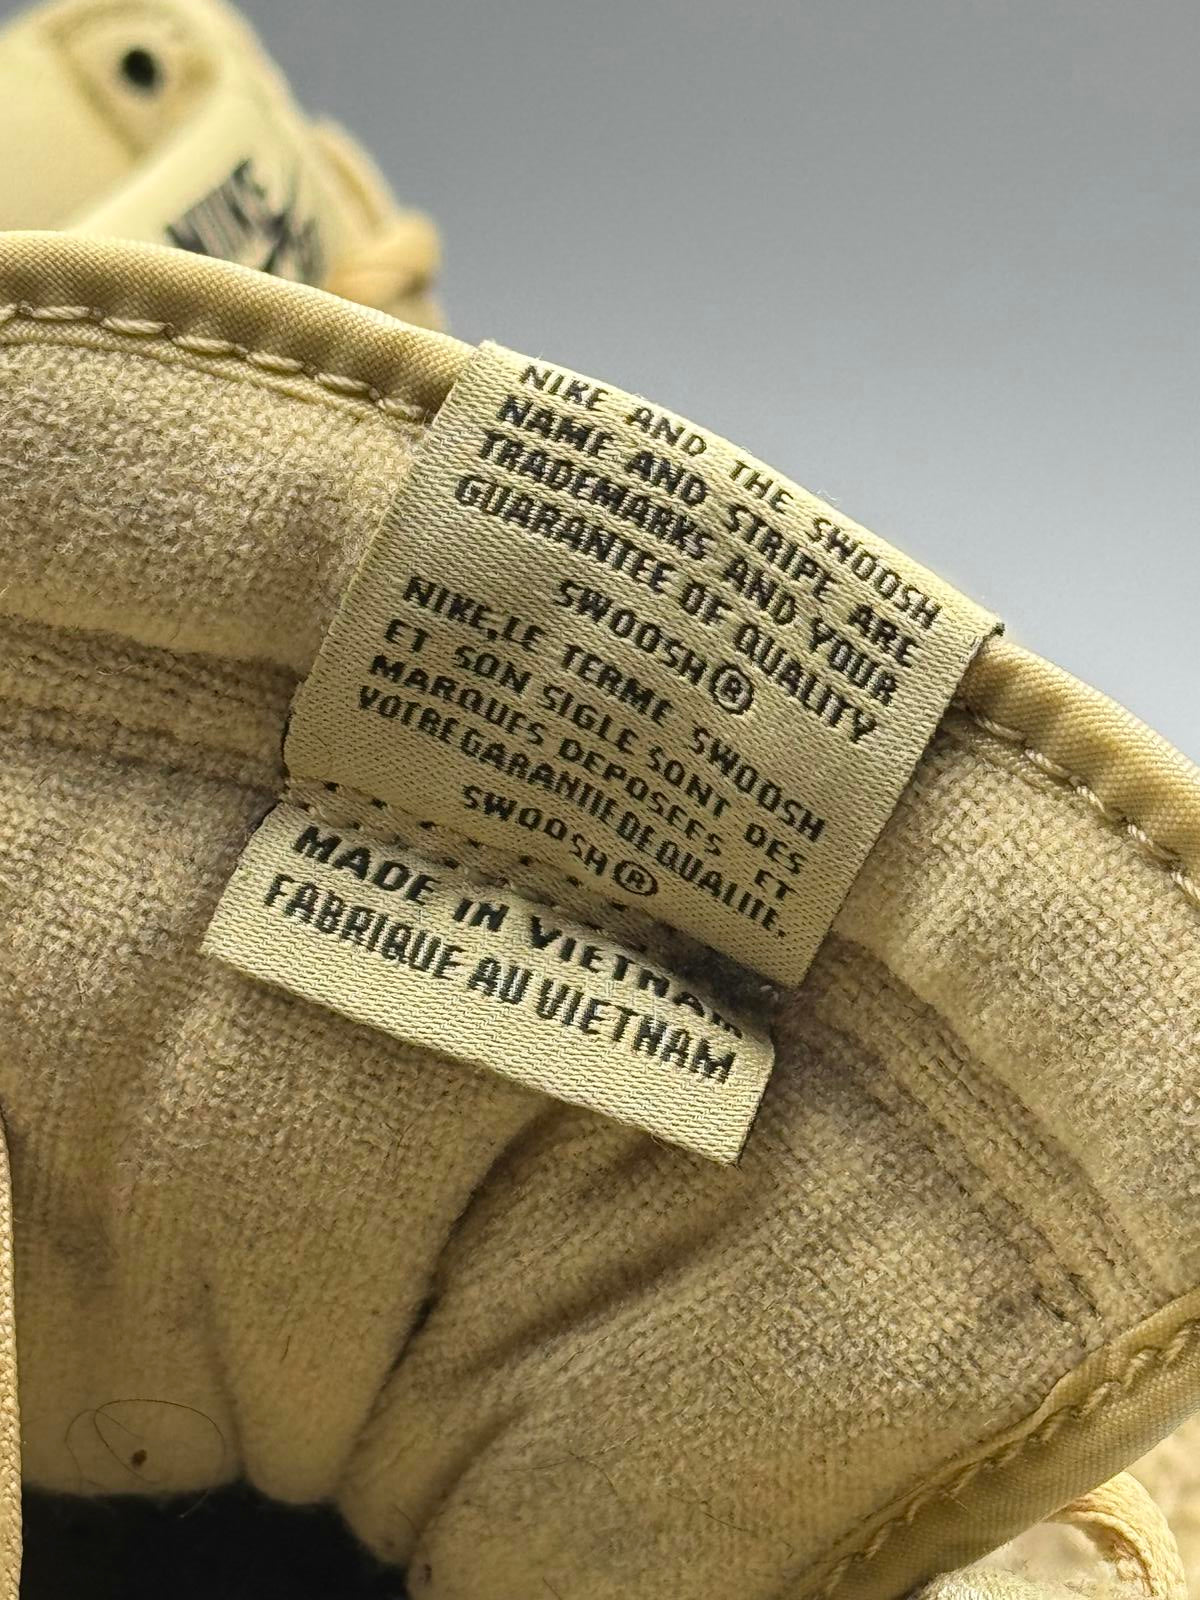 NIKE
NIKE AND THE SWOOSH
NAME AND STRIPE ARE
TRADEMARKS AND YOUR
GUARANTEE OF QUALITY
SWOOSH®
NIKE,LE TERME SWOOSH
ET SON SIGLE SONT DES
MARQUES DEPOSEES ET
VOTRE GARANTIE DE QUALITE.
SWOOSH®
MADE IN VIETNAM
FABRIQUE AU VIETNAM